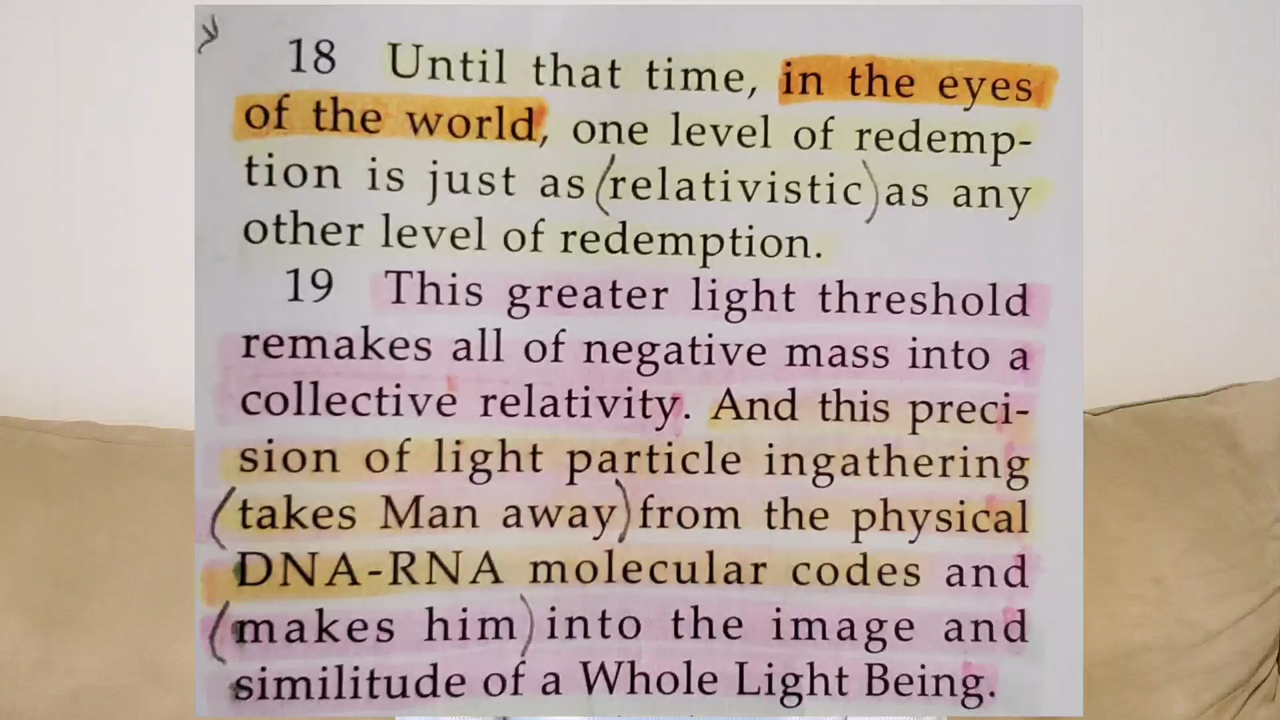 18 Until that time, in the eyes
of the world, one level of redemp-
tion is just as (relativistic) as any
other level of redemption.
19 This greater light threshold
remakes all of negative mass into a
collective relativity. And this preci-
sion of light particle ingathering
(takes Man away) from the physical
DNA-RNA molecular codes and
(makes him) into the image and
similitude of a Whole Light Being.